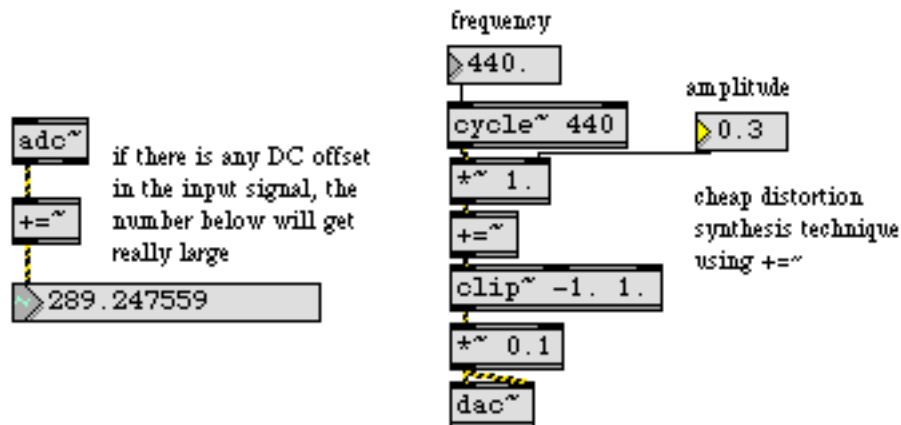 adc~
if there is any DC offset
in the input signal, the
number below will get
really large
+=~
289.247559
frequency
440.
amplitude
cycle~ 440
0.3
*~ 1.
cheap distortion
synthesis technique
using +=~
+=~
clip~ -1. 1.
*~ 0.1
dac~